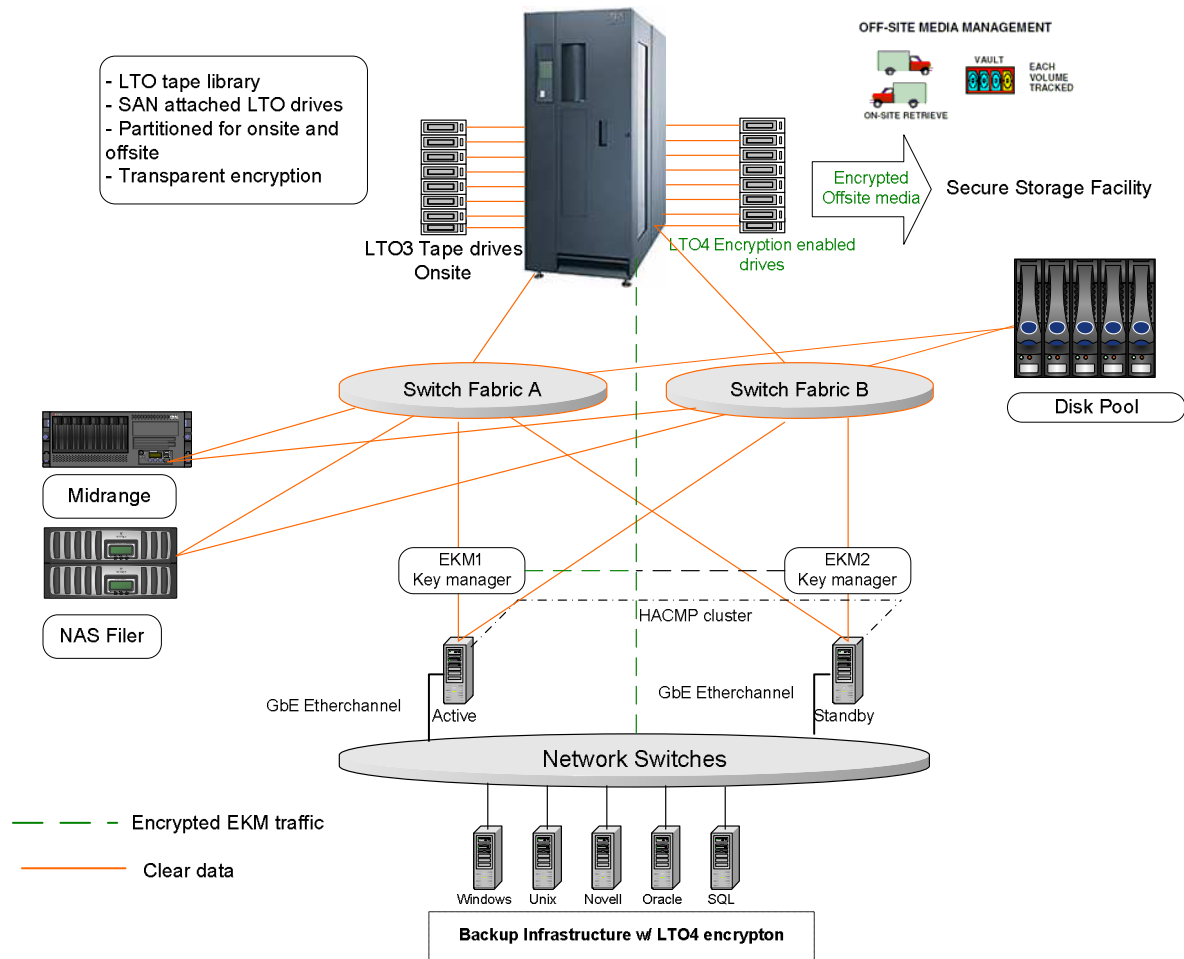 OFF-SITE MEDIA MANAGEMENT
VAULT
EACH
VOLUME
TRACKED
ON-SITE RETRIEVE
- LTO tape library
- SAN attached LTO drives
- Partitioned for onsite and
offsite
- Transparent encryption
Encrypted
Offsite media
Secure Storage Facility
LTO3 Tape drives
Onsite
LTO4 Encryption enabled
drives
Switch Fabric A
Switch Fabric B
Disk Pool
Midrange
NAS Filer
EKM1
Key manager
EKM2
Key manager
HACMP cluster
GbE Etherchannel
Active
GbE Etherchannel
Standby
Network Switches
Encrypted EKM traffic
Clear data
Windows
Unix
Novell
Oracle
SQL
Backup Infrastructure w/ LTO4 encrypton